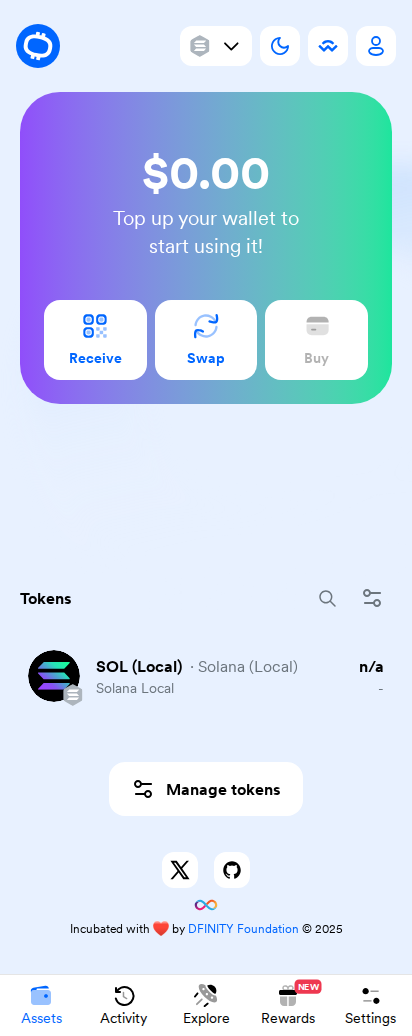 $0.00
Top up your wallet to
start using it!
Receive
Swap
Buy
Tokens
SOL (Local) · Solana (Local)
n/a
Solana Local
-
Manage tokens
Incubated with ❤️ by DFINITY Foundation © 2025
NEW
Assets
Activity
Explore
Rewards
Settings